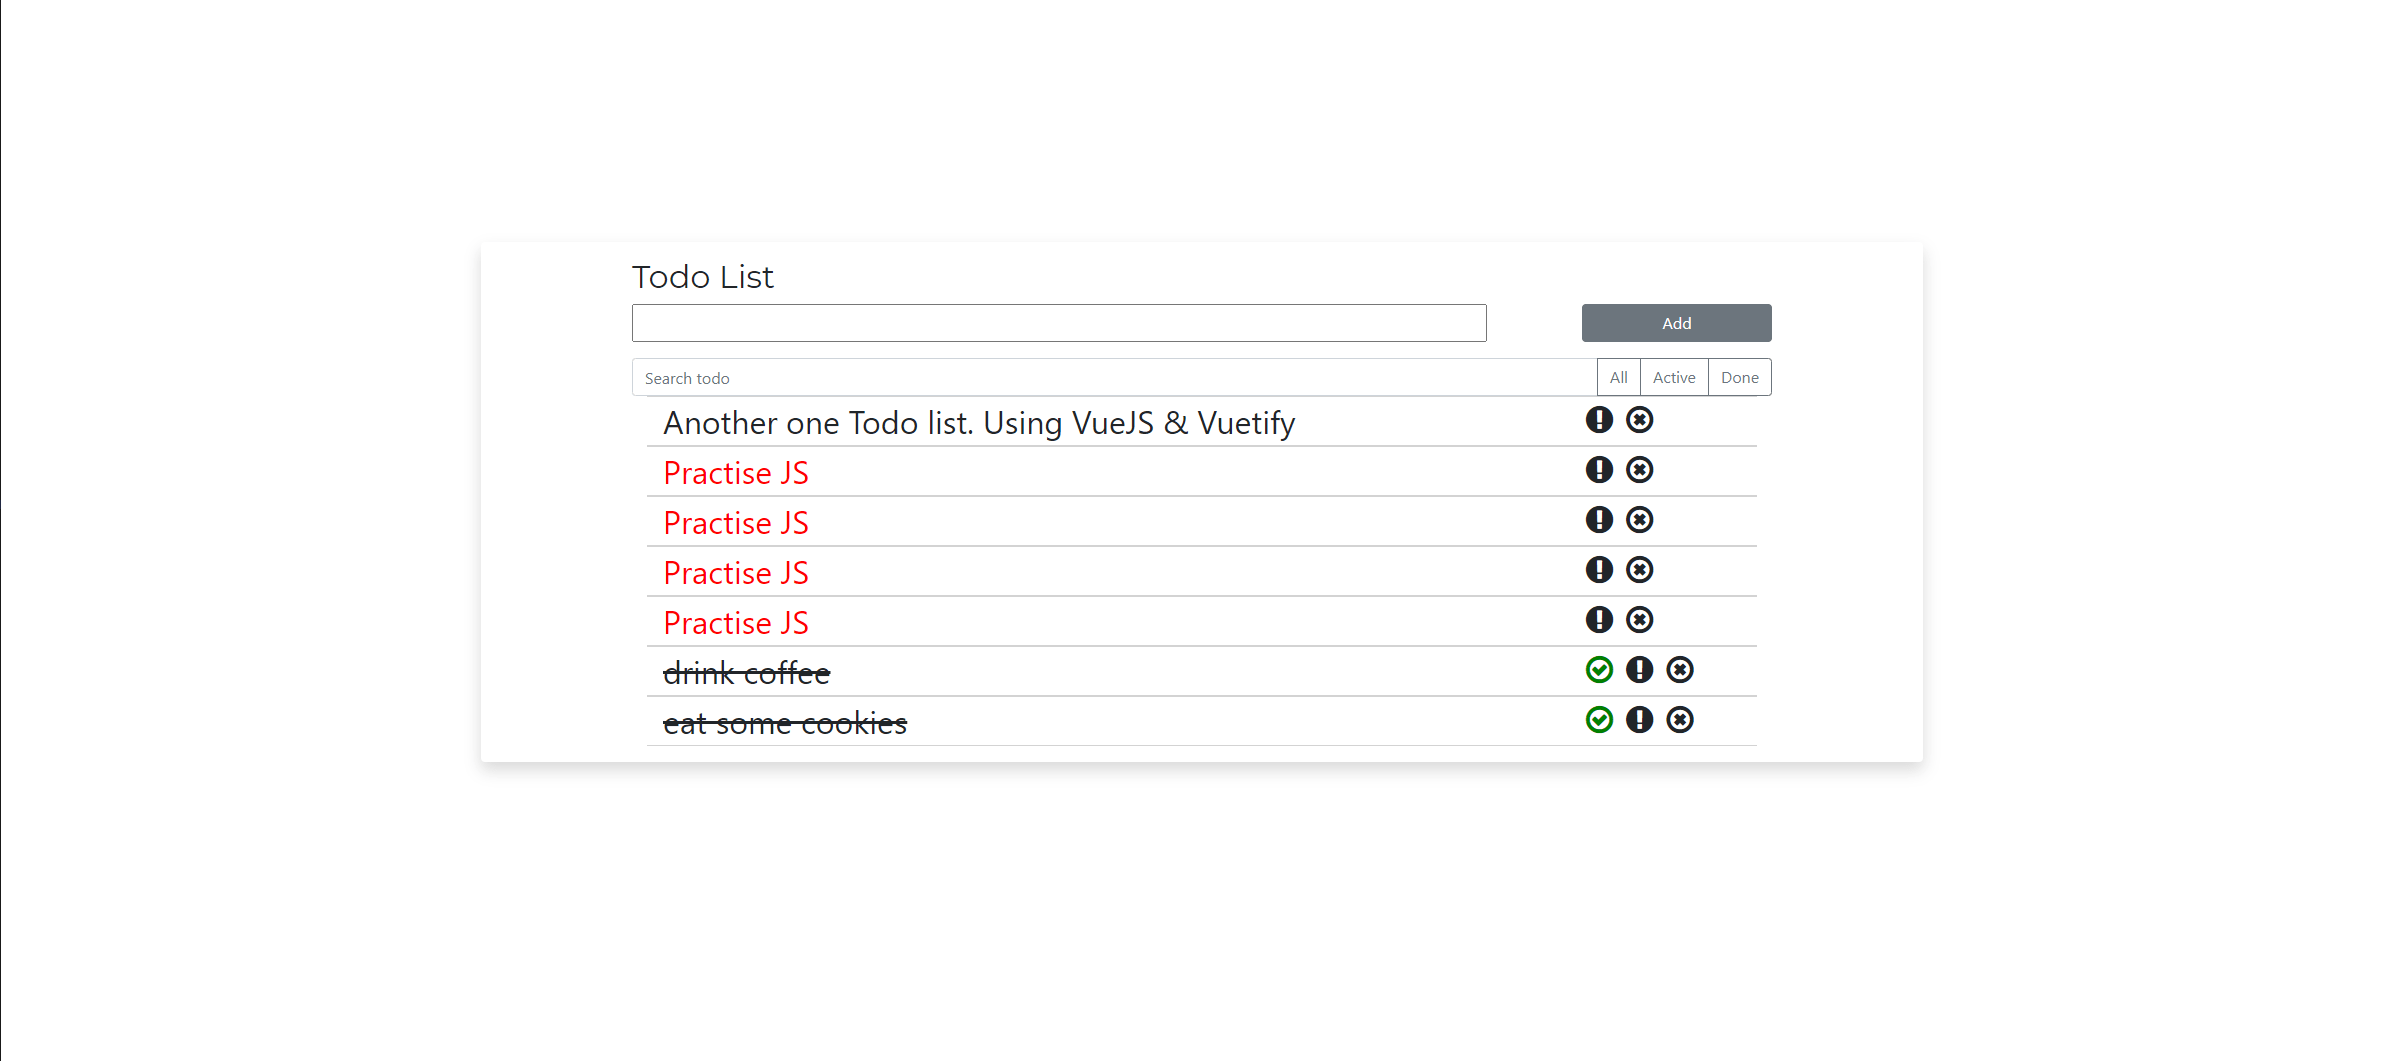 Todo List
Add
Search todo
All
Active
Done
Another one Todo list. Using VueJS & Vuetify
Practise JS
Practise JS
Practise JS
Practise JS
drink coffee
eat some cookies